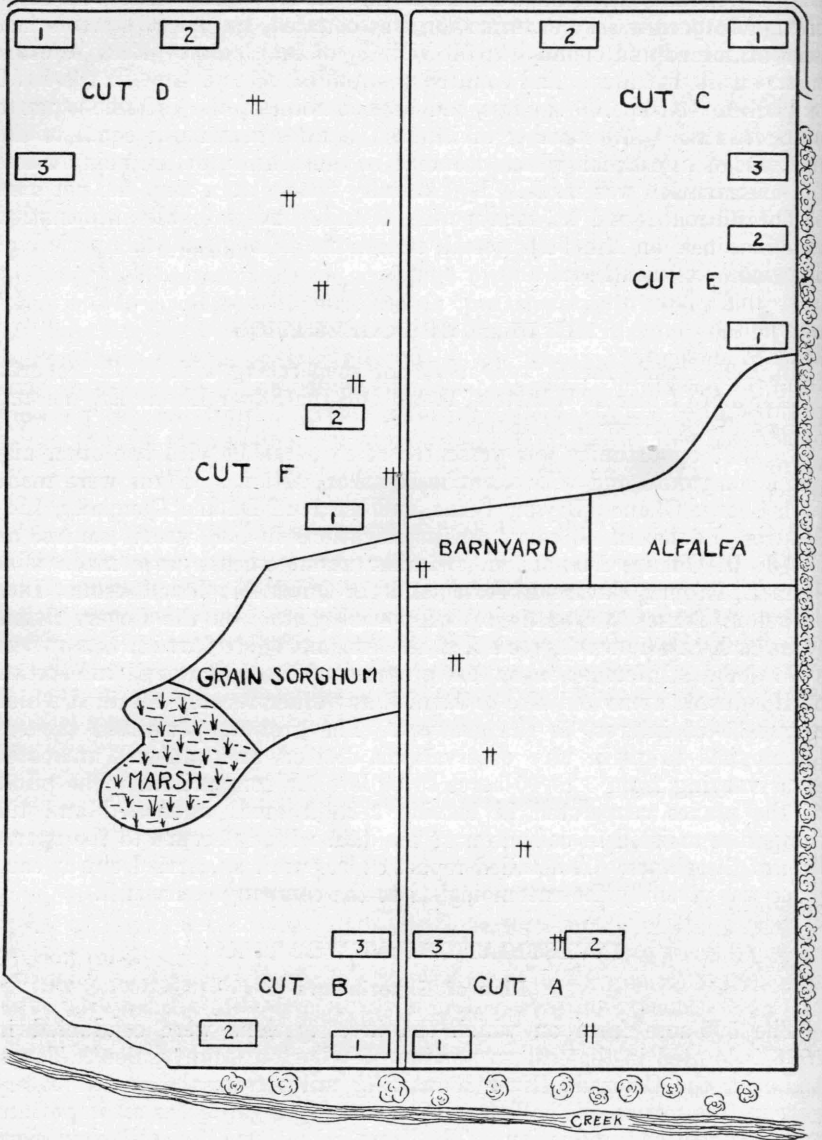 1 2 2
CUT D CUT C
3 3
2
CUT E
1
2
CUT F
1
BARNYARD ALFALFA
GRAIN SORGHUM
MARSH
3 3 2
CUT B CUT A
2 1 1
CREEK